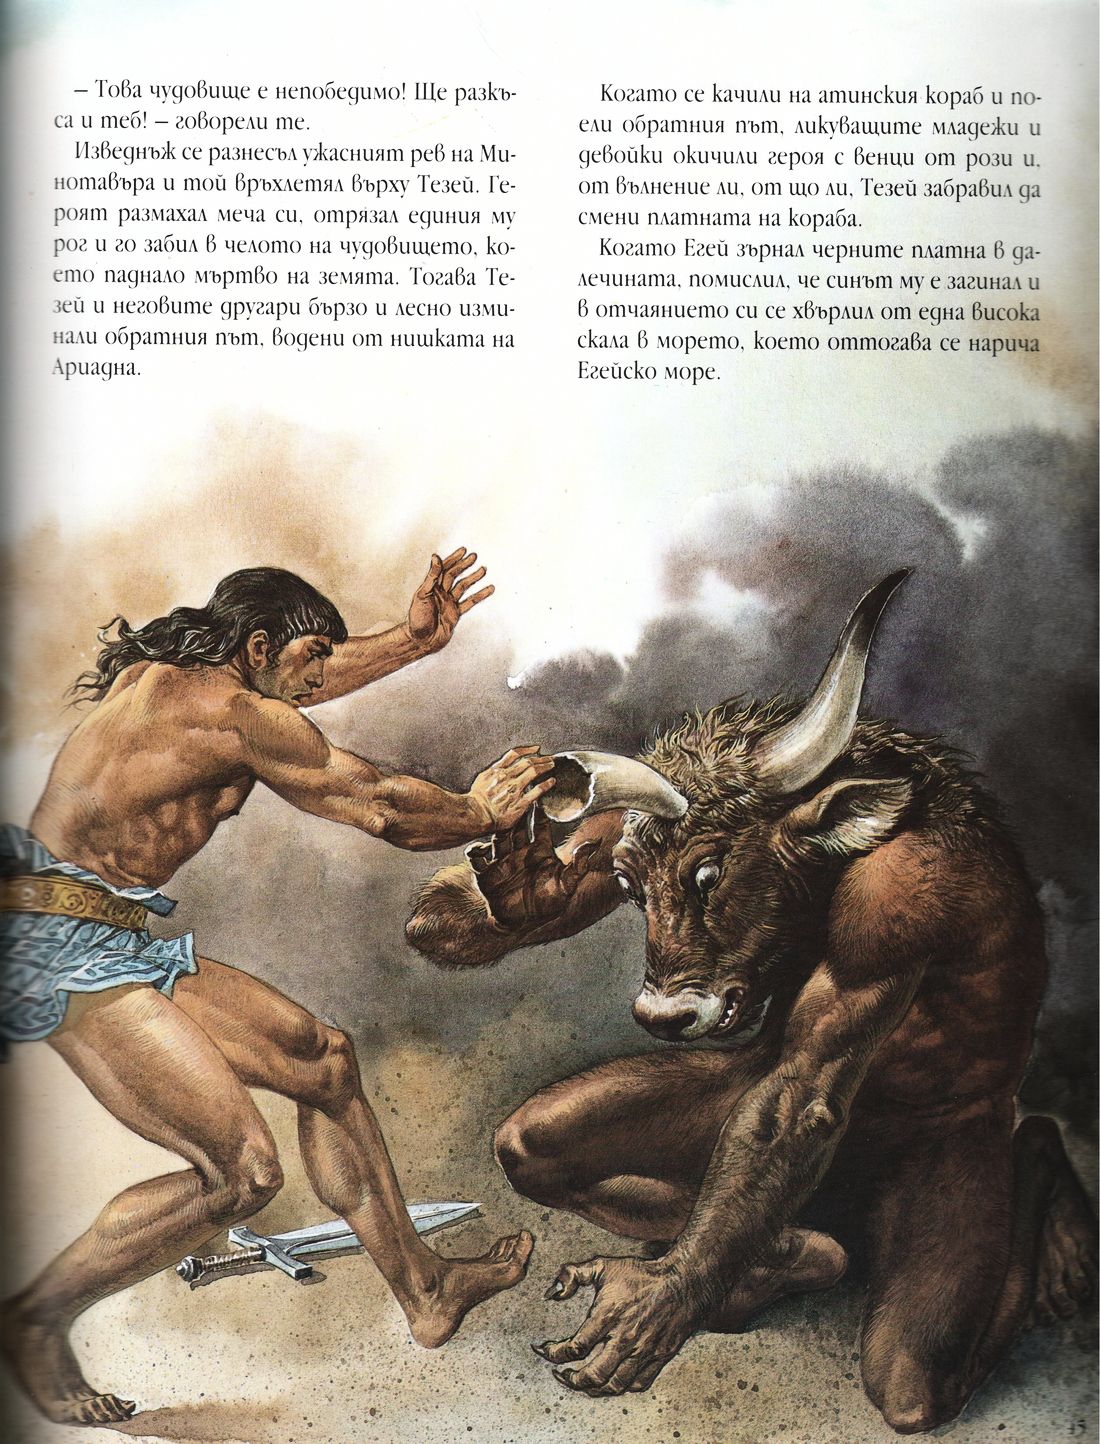 – Това чудовище е непобедимо! Ще разкъ-
са и теб! – говорели те.
Изведнъж се разнесъл ужасният рев на Ми-
нотавъра и той връхлетял върху Тезей. Ге-
роят размахал меча си, отрязал единия му
рог и го забил в челото на чудовището, ко-
ето паднало мъртво на земята. Тогава Те-
зей и неговите другари бързо и лесно изми-
нали обратния път, водени от нишката на
Ариадна.
Когато се качили на атинския кораб и по-
ели обратния път, ликуващите младежи и
девойки окичили героя с венци от рози и,
от вълнение ли, от що ли, Тезей забравил да
смени платната на кораба.
Когато Егей зърнал черните платна в да-
лечината, помислил, че синът му е загинал и
в отчаянието си се хвърлил от една висока
скала в морето, което оттогава се нарича
Егейско море.